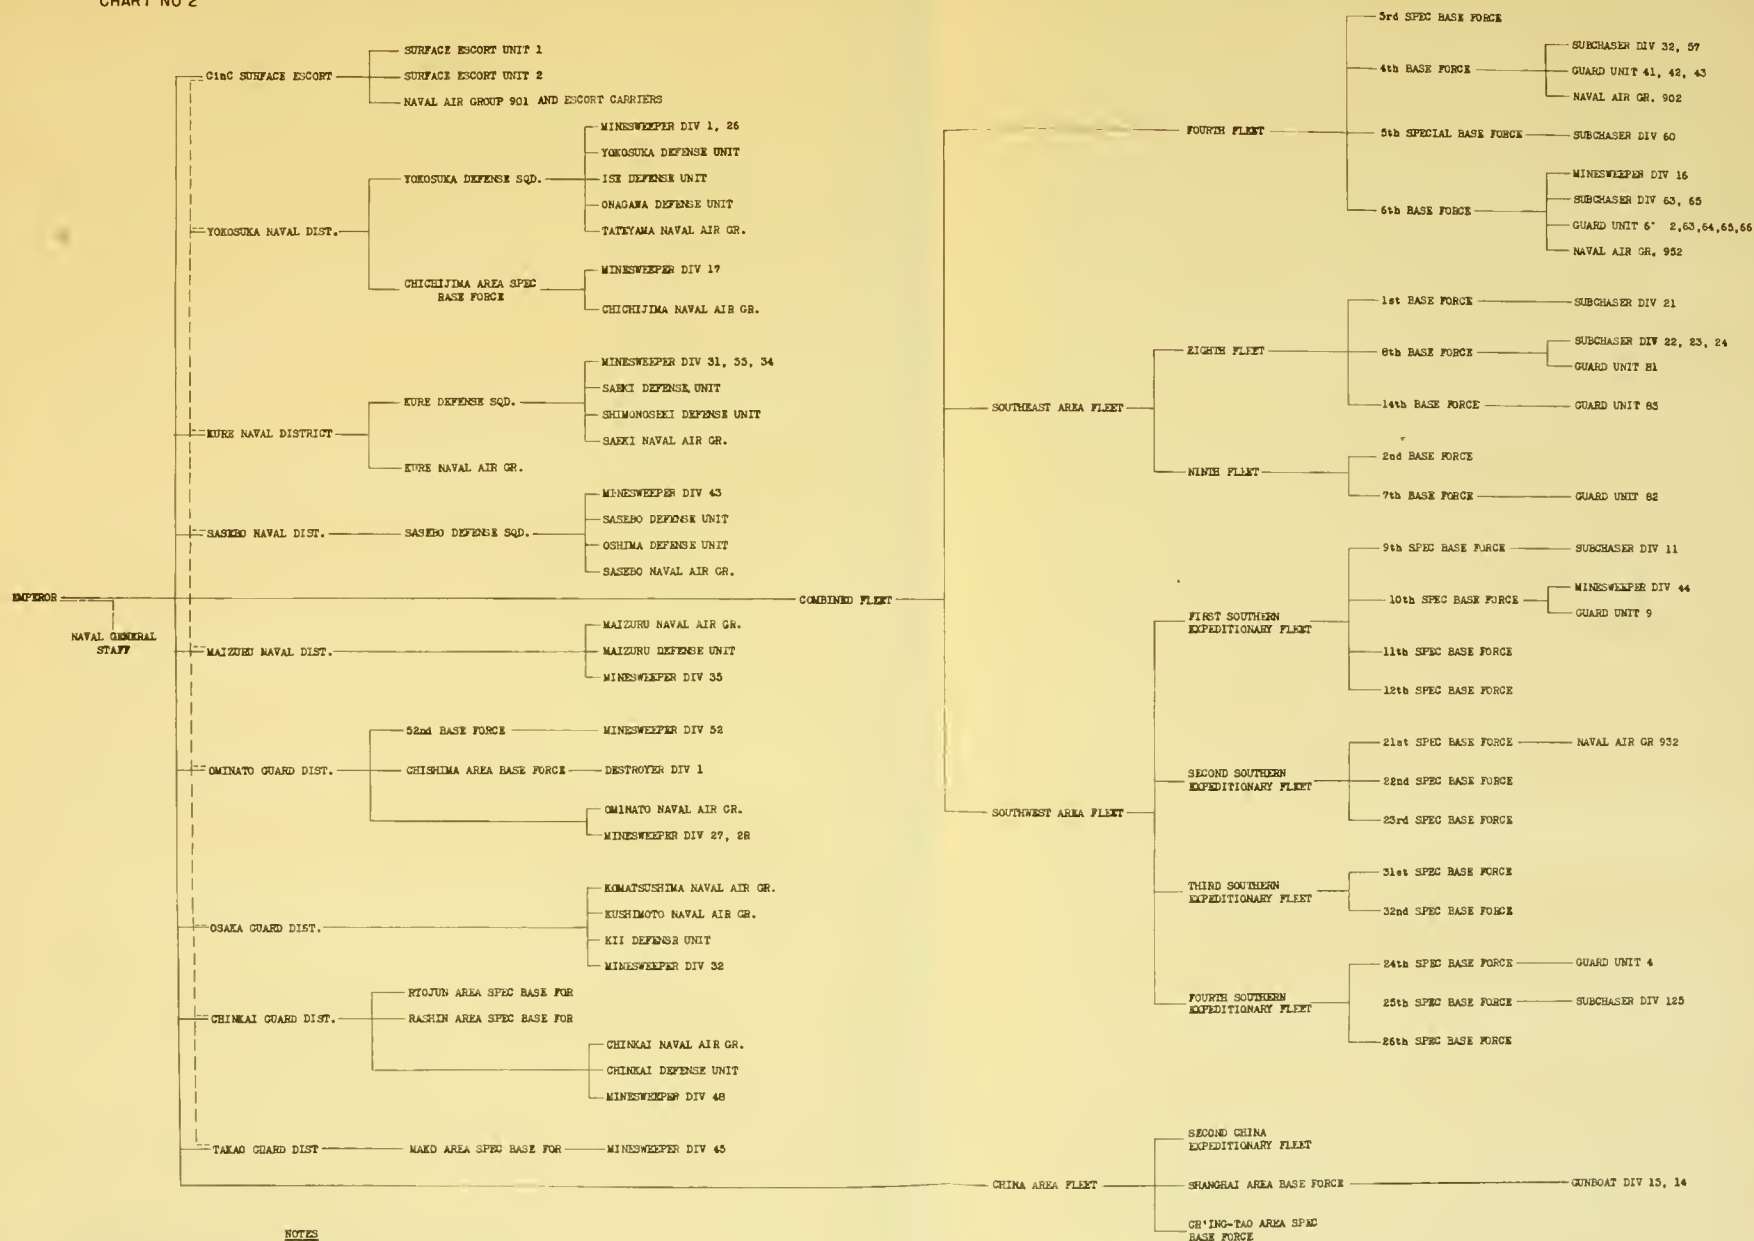 CHART NO 2
EMPEROR
NAVAL GENERAL
STAFF
CinC SURFACE ESCORT
SURFACE ESCORT UNIT 1
SURFACE ESCORT UNIT 2
NAVAL AIR GROUP 901 AND ESCORT CARRIERS
YOKOSUKA NAVAL DIST.
YOKOSUKA DEFENSE SQD.
MINESWEEPER DIV 1, 26
YOKOSUKA DEFENSE UNIT
ISE DEFENSE UNIT
ONAGAWA DEFENSE UNIT
TATEYAMA NAVAL AIR GR.
CHICHIJIMA AREA SPEC
BASE FORCE
MINESWEEPER DIV 17
CHICHIJIMA NAVAL AIR GR.
KURE NAVAL DISTRICT
KURE DEFENSE SQD.
MINESWEEPER DIV 31, 33, 34
SAEKI DEFENSE UNIT
SHIMONOSEKI DEFENSE UNIT
SAEKI NAVAL AIR GR.
KURE NAVAL AIR GR.
SASEBO NAVAL DIST.
SASEBO DEFENSE SQD.
MINESWEEPER DIV 43
SASEBO DEFENSE UNIT
OSHIMA DEFENSE UNIT
SASEBO NAVAL AIR GR.
MAIZURU NAVAL DIST.
MAIZURU NAVAL AIR GR.
MAIZURU DEFENSE UNIT
MINESWEEPER DIV 35
OMINATO GUARD DIST.
52nd BASE FORCE
MINESWEEPER DIV 52
CHISHIMA AREA BASE FORCE
DESTROYER DIV 1
OMINATO NAVAL AIR GR.
MINESWEEPER DIV 27, 28
OSAKA GUARD DIST.
KOMATSUSHIMA NAVAL AIR GR.
KUSHIMOTO NAVAL AIR GR.
KII DEFENSE UNIT
MINESWEEPER DIV 32
CHINKAI GUARD DIST.
RYOJUN AREA SPEC BASE FOR
RASHIN AREA SPEC BASE FOR
CHINKAI NAVAL AIR GR.
CHINKAI DEFENSE UNIT
MINESWEEPER DIV 48
TAKAO GUARD DIST
MAKO AREA SPEC BASE FOR
MINESWEEPER DIV 45
COMBINED FLEET
FOURTH FLEET
3rd SPEC BASE FORCE
4th BASE FORCE
SUBCHASER DIV 32, 57
GUARD UNIT 41, 42, 43
NAVAL AIR GR. 902
5th SPECIAL BASE FORCE
SUBCHASER DIV 60
6th BASE FORCE
MINESWEEPER DIV 16
SUBCHASER DIV 63, 65
GUARD UNIT 6 2,63,64,65,66
NAVAL AIR GR. 952
SOUTHEAST AREA FLEET
EIGHTH FLEET
1st BASE FORCE
SUBCHASER DIV 21
8th BASE FORCE
SUBCHASER DIV 22, 23, 24
GUARD UNIT 81
14th BASE FORCE
GUARD UNIT 83
NINTH FLEET
2nd BASE FORCE
7th BASE FORCE
GUARD UNIT 82
SOUTHWEST AREA FLEET
FIRST SOUTHERN
EXPEDITIONARY FLEET
9th SPEC BASE FORCE
SUBCHASER DIV 11
10th SPEC BASE FORCE
MINESWEEPER DIV 44
GUARD UNIT 9
11th SPEC BASE FORCE
12th SPEC BASE FORCE
SECOND SOUTHERN
EXPEDITIONARY FLEET
21st SPEC BASE FORCE
NAVAL AIR GR 932
22nd SPEC BASE FORCE
23rd SPEC BASE FORCE
THIRD SOUTHERN
EXPEDITIONARY FLEET
31st SPEC BASE FORCE
32nd SPEC BASE FORCE
FOURTH SOUTHERN
EXPEDITIONARY FLEET
24th SPEC BASE FORCE
GUARD UNIT 4
25th SPEC BASE FORCE
SUBCHASER DIV 125
26th SPEC BASE FORCE
CHINA AREA FLEET
SECOND CHINA
EXPEDITIONARY FLEET
SHANGHAI AREA BASE FORCE
GUNBOAT DIV 13, 14
CH'ING-TAO AREA SPEC
BASE FORCE
NOTES